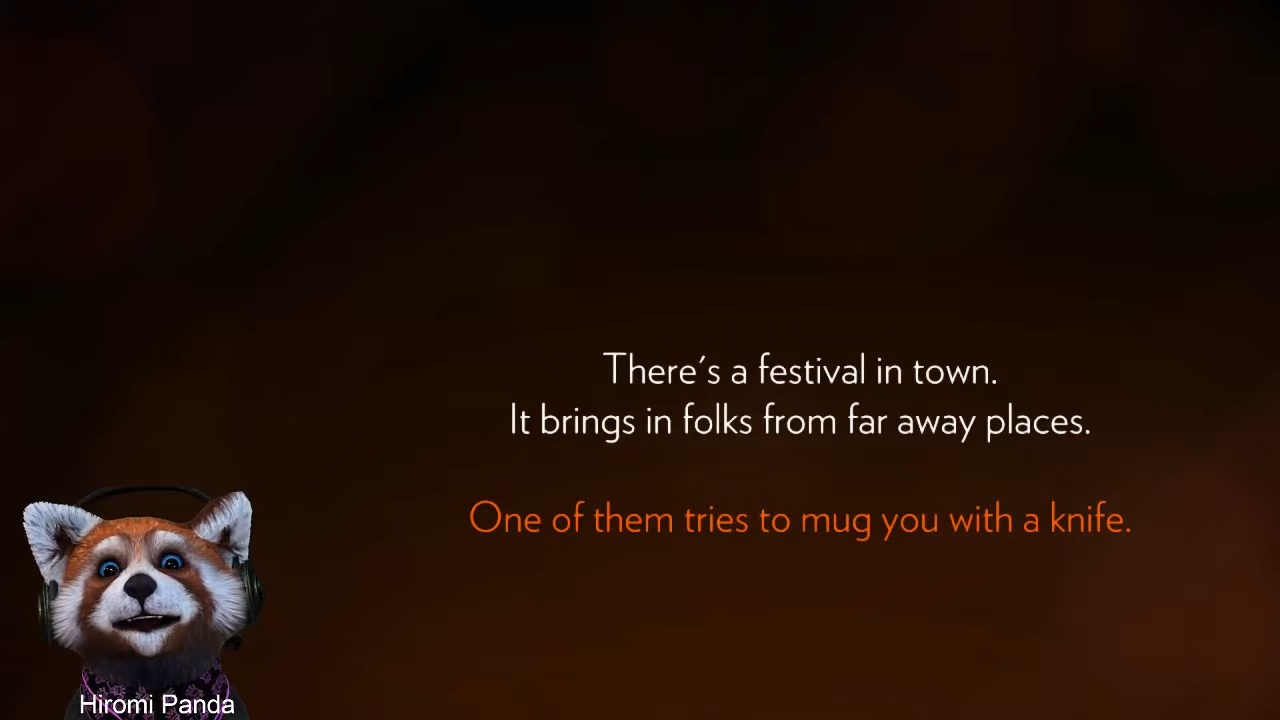 There's a festival in town.
It brings in folks from far away places.
One of them tries to mug you with a knife.
Hiromi Panda